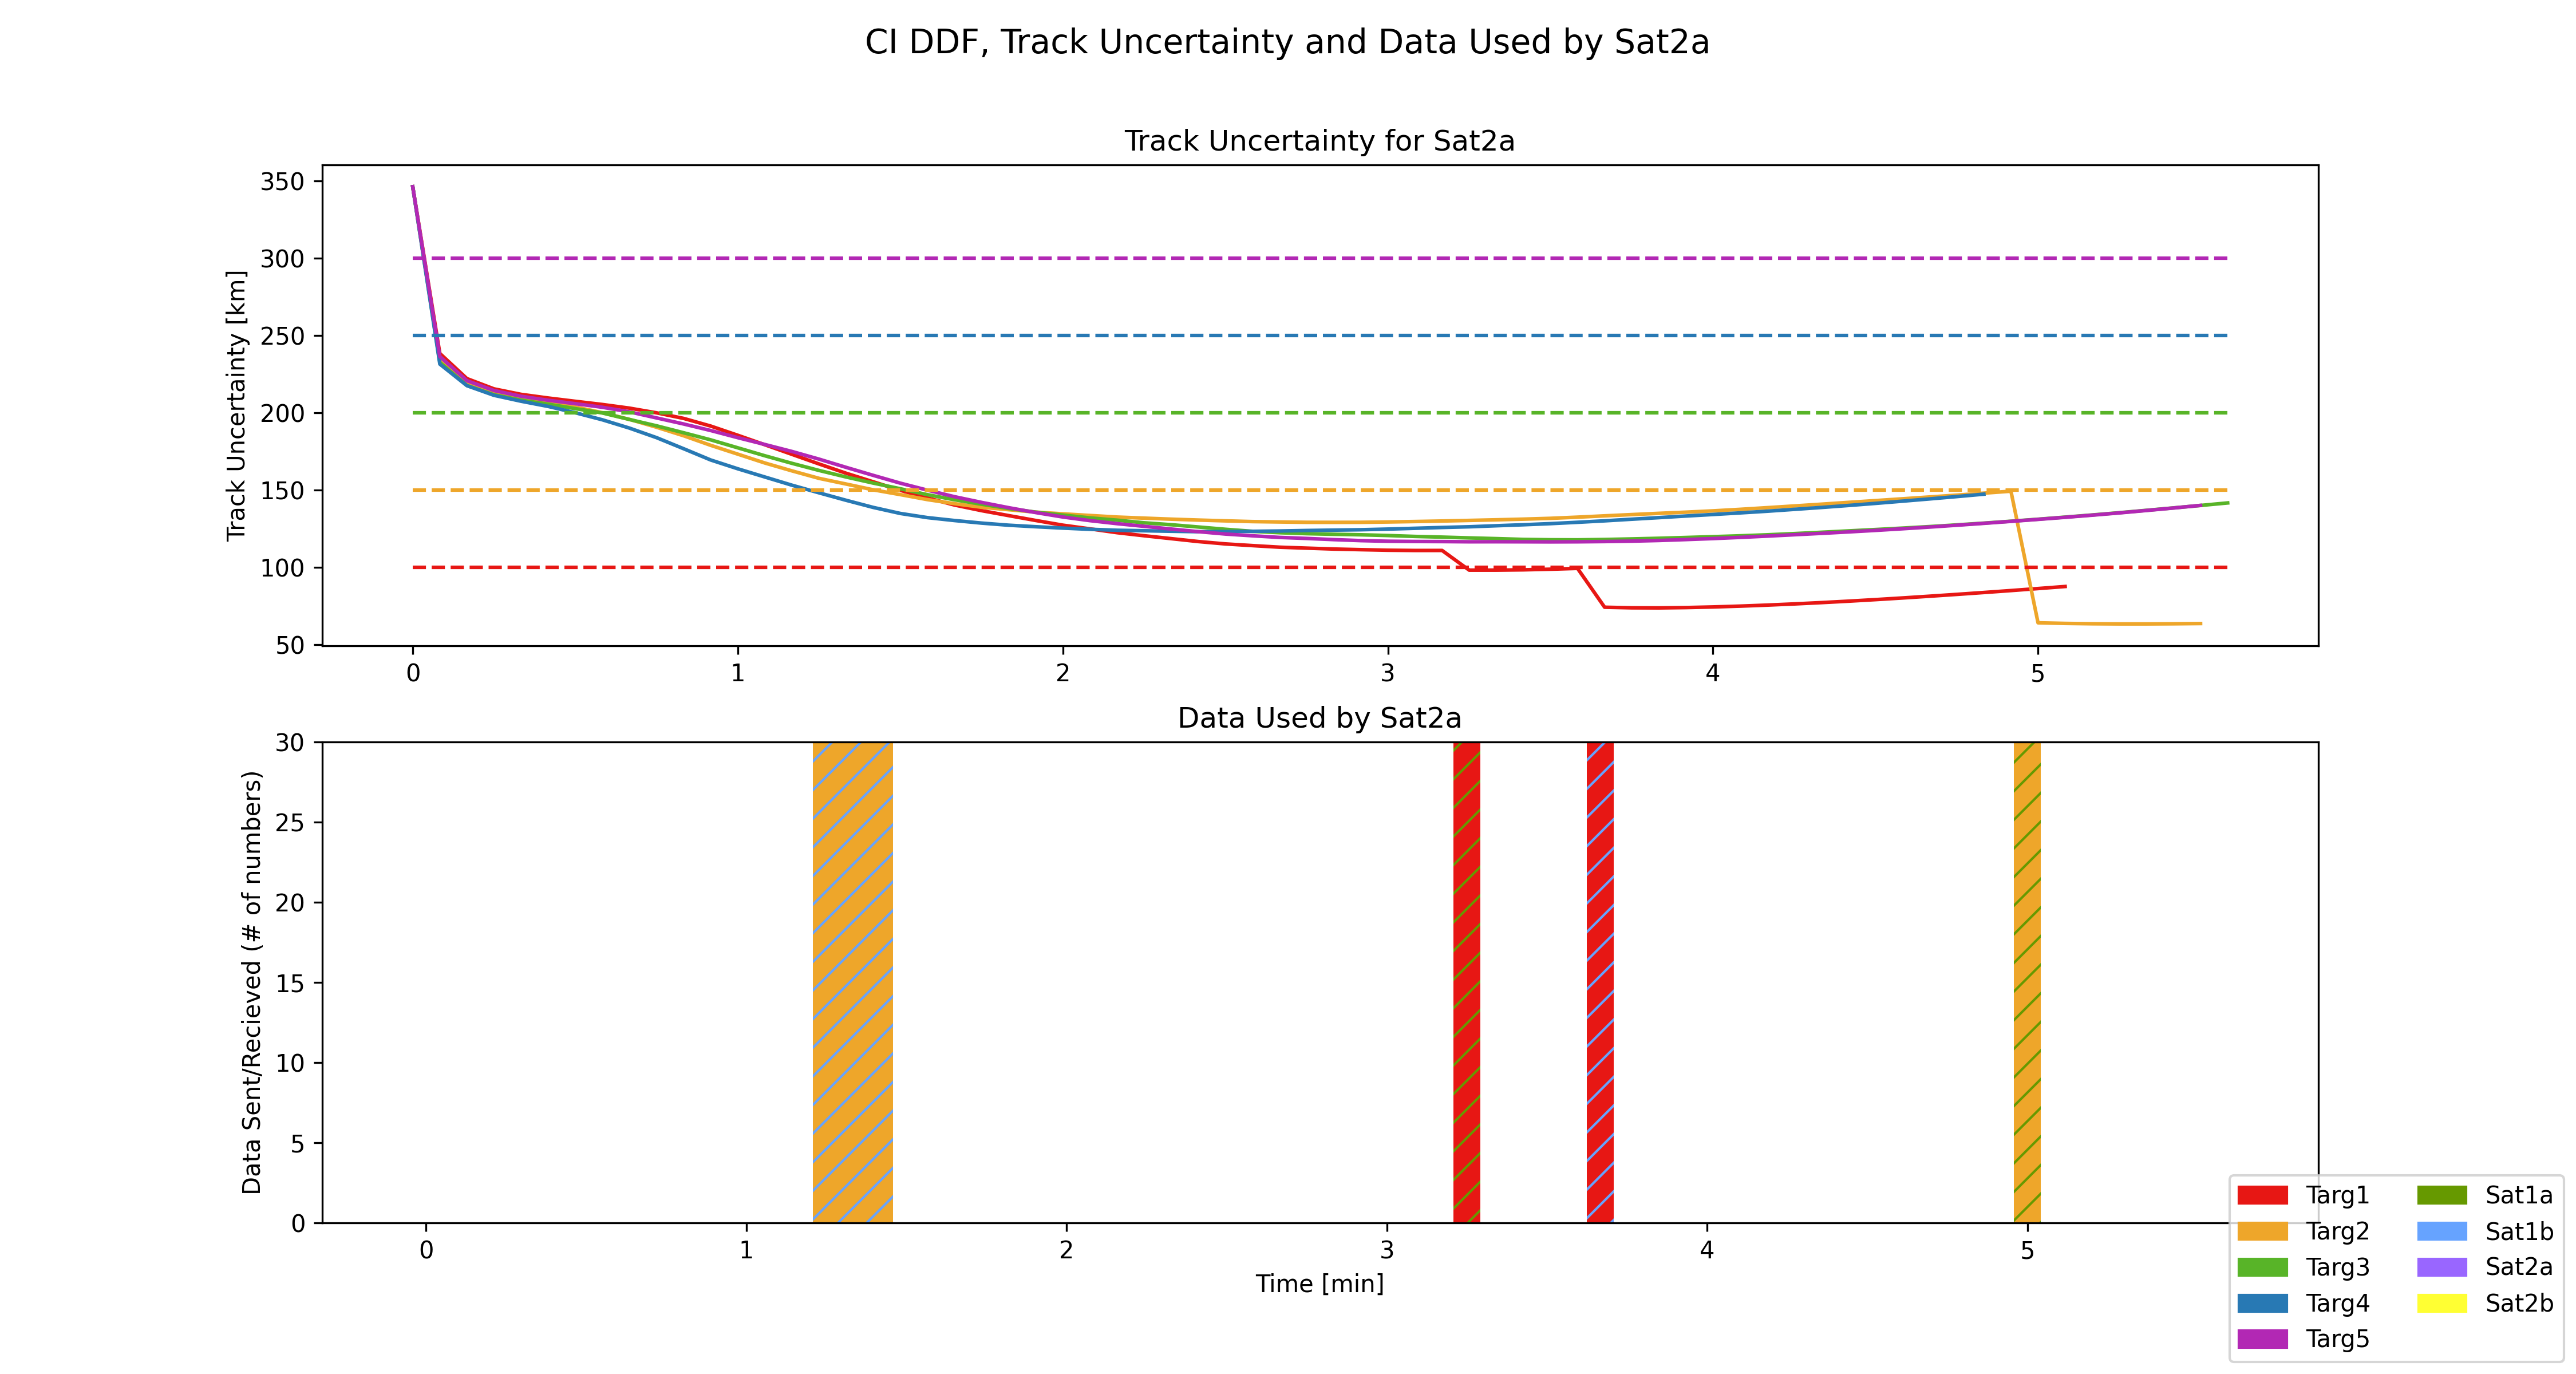 CI DDF, Track Uncertainty and Data Used by Sat2a
Track Uncertainty for Sat2a
Track Uncertainty [km]
350
300
250
200
150
100
50
0 1 2 3 4 5
Data Used by Sat2a
Data Sent/Recieved (# of numbers)
30
25
20
15
10
5
0
0 1 2 3 4 5
Time [min]
Targ1 Sat1a
Targ2 Sat1b
Targ3 Sat2a
Targ4 Sat2b
Targ5